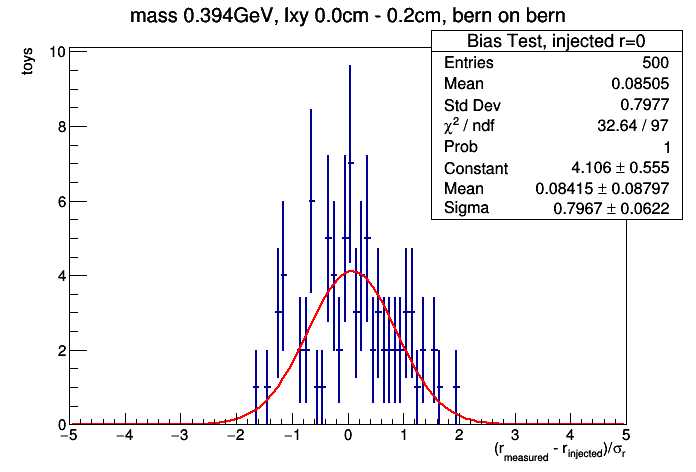 mass 0.394GeV, lxy 0.0cm - 0.2cm, bern on bern
toys
Bias Test, injected r=0
Entries 500
Mean 0.08505
Std Dev 0.7977
χ² / ndf 32.64 / 97
Prob 1
Constant 4.106 ± 0.555
Mean 0.08415 ± 0.08797
Sigma 0.7967 ± 0.0622
10
8
6
4
2
0
−5 −4 −3 −2 −1 0 1 2 3 4 5
(r_measured - r_injected)/σ_r